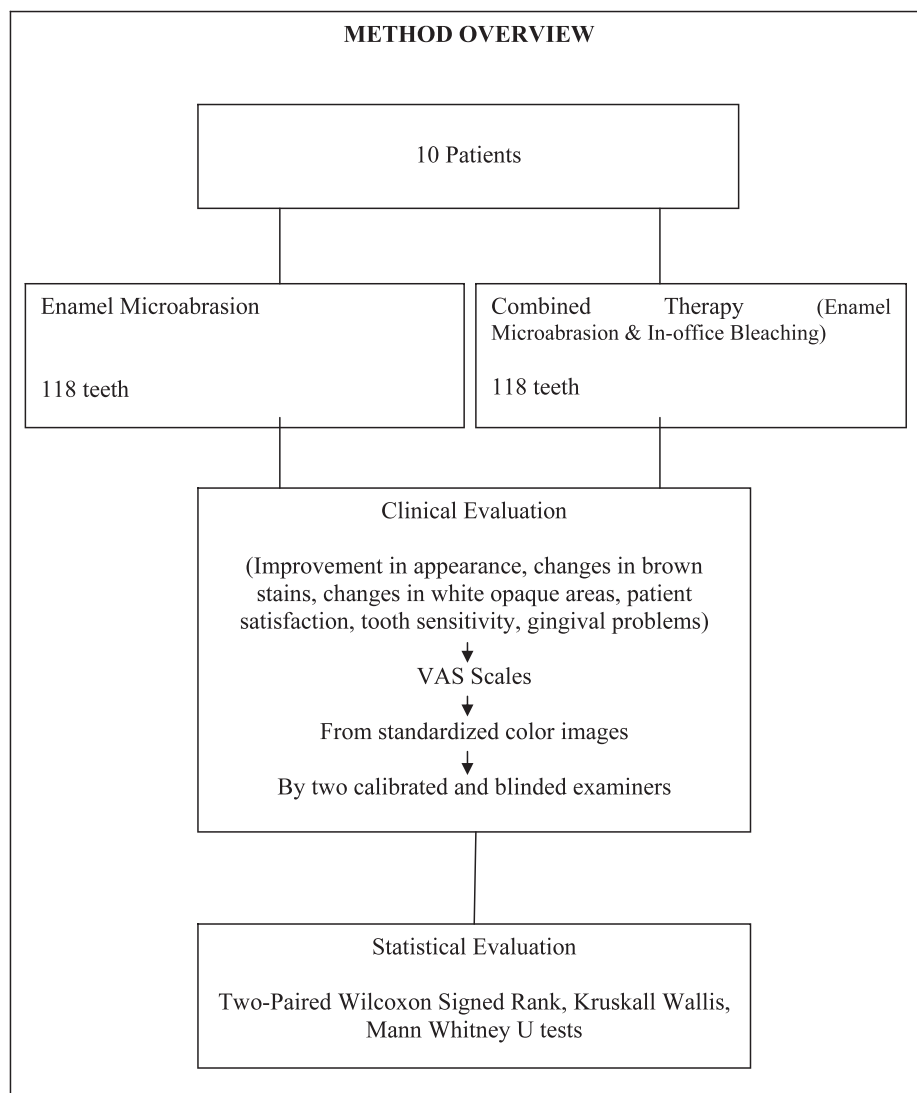 METHOD OVERVIEW
10 Patients
Enamel Microabrasion
118 teeth
Combined Therapy (Enamel
Microabrasion & In-office Bleaching)
118 teeth
Clinical Evaluation
(Improvement in appearance, changes in brown
stains, changes in white opaque areas, patient
satisfaction, tooth sensitivity, gingival problems)
VAS Scales
From standardized color images
By two calibrated and blinded examiners
Statistical Evaluation
Two-Paired Wilcoxon Signed Rank, Kruskall Wallis,
Mann Whitney U tests